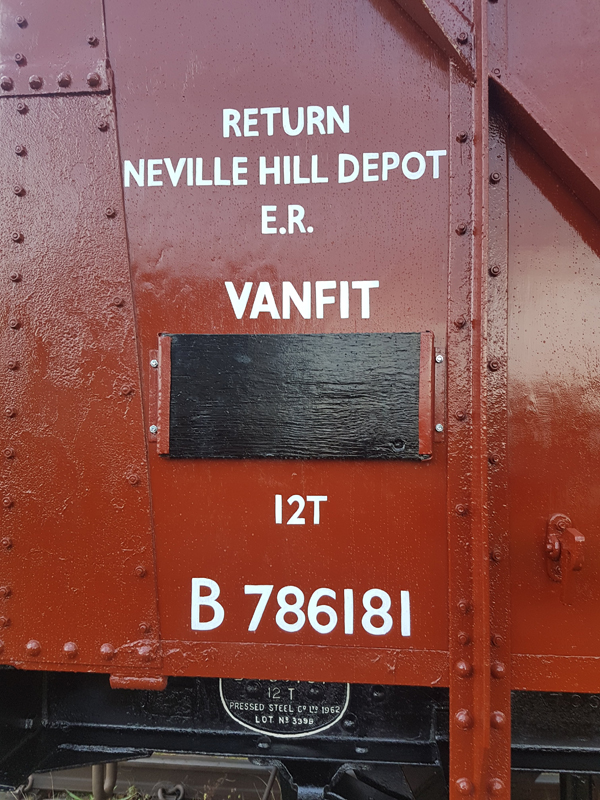 RETURN
NEVILLE HILL DEPOT
E.R.
VANFIT
12T
B 786181
12 T
PRESSED STEEL CO LTD 1962
LOT NO 3398